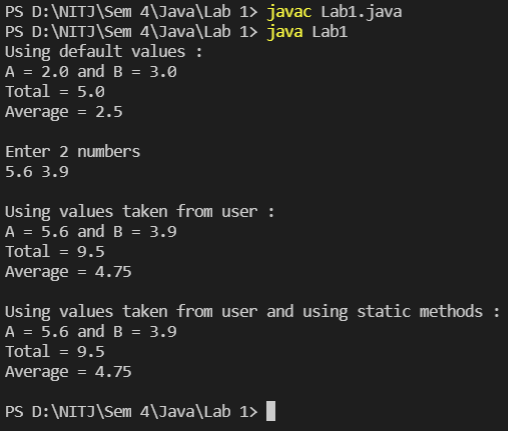 PS D:\NITJ\Sem 4\Java\Lab 1> javac Lab1.java
PS D:\NITJ\Sem 4\Java\Lab 1> java Lab1
Using default values :
A = 2.0 and B = 3.0
Total = 5.0
Average = 2.5

Enter 2 numbers
5.6 3.9

Using values taken from user :
A = 5.6 and B = 3.9
Total = 9.5
Average = 4.75

Using values taken from user and using static methods :
A = 5.6 and B = 3.9
Total = 9.5
Average = 4.75

PS D:\NITJ\Sem 4\Java\Lab 1>